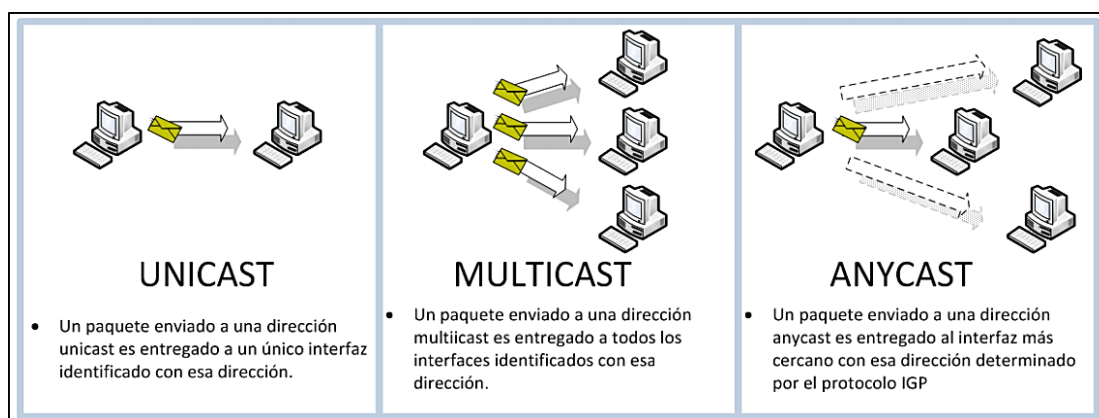 UNICAST
• Un paquete enviado a una dirección
unicast es entregado a un único interfaz
identificado con esa dirección.
MULTICAST
• Un paquete enviado a una dirección
multiicast es entregado a todos los
interfaces identificados con esa
dirección.
ANYCAST
• Un paquete enviado a una dirección
anycast es entregado al interfaz más
cercano con esa dirección determinado
por el protocolo IGP